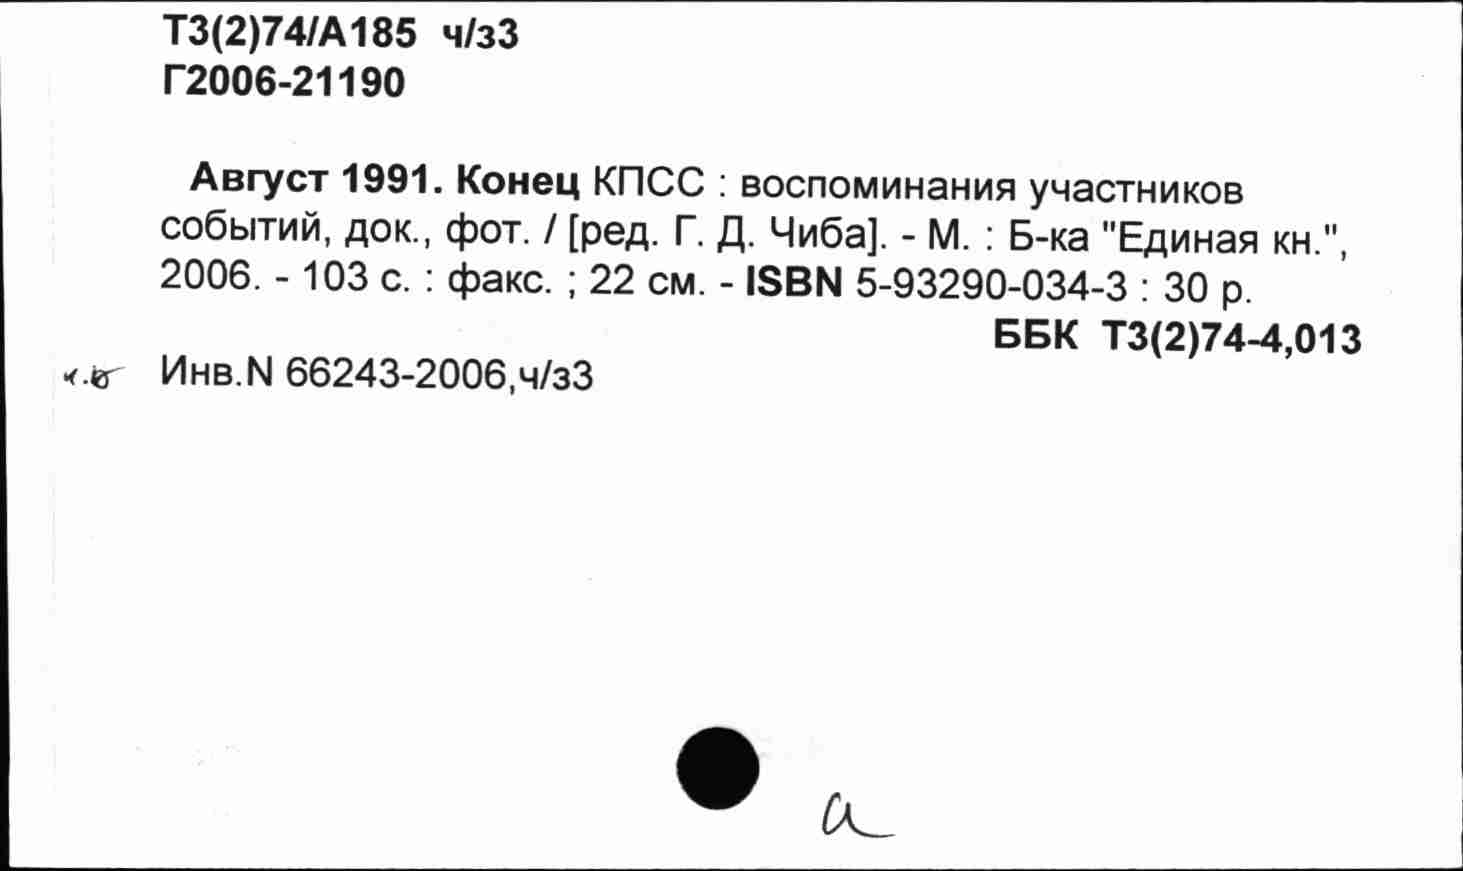 Т3(2)74/А185 ч/з3
Г2006-21190
Август 1991. Конец КПСС : воспоминания участников
событий, док., фот. / [ред. Г. Д. Чиба]. - М. : Б-ка "Единая кн.",
2006. - 103 с. : факс. ; 22 см. - ISBN 5-93290-034-3 : 30 р.
ББК Т3(2)74-4,013
Инв.N 66243-2006,ч/з3
а